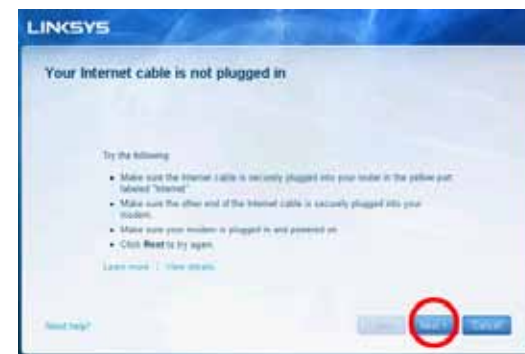 LINKSYS
Your Internet cable is not plugged in
Try the following:
• Make sure the Internet cable is securely plugged into your router in the yellow port
labeled "Internet"
• Make sure the other end of the Internet cable is securely plugged into your
modem.
• Make sure your modem is plugged in and powered on
• Click Next to try again.
Learn more | View details
Need help?
Next
Cancel